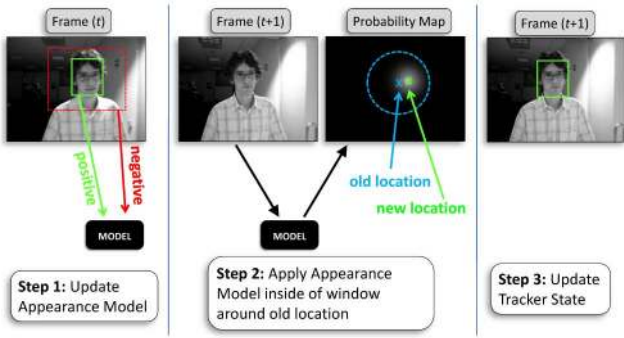 Frame (t)
Frame (t+1)
Probability Map
Frame (t+1)
positive
negative
old location
new location
MODEL
MODEL
Step 1: Update
Appearance Model
Step 2: Apply Appearance
Model inside of window
around old location
Step 3: Update
Tracker State